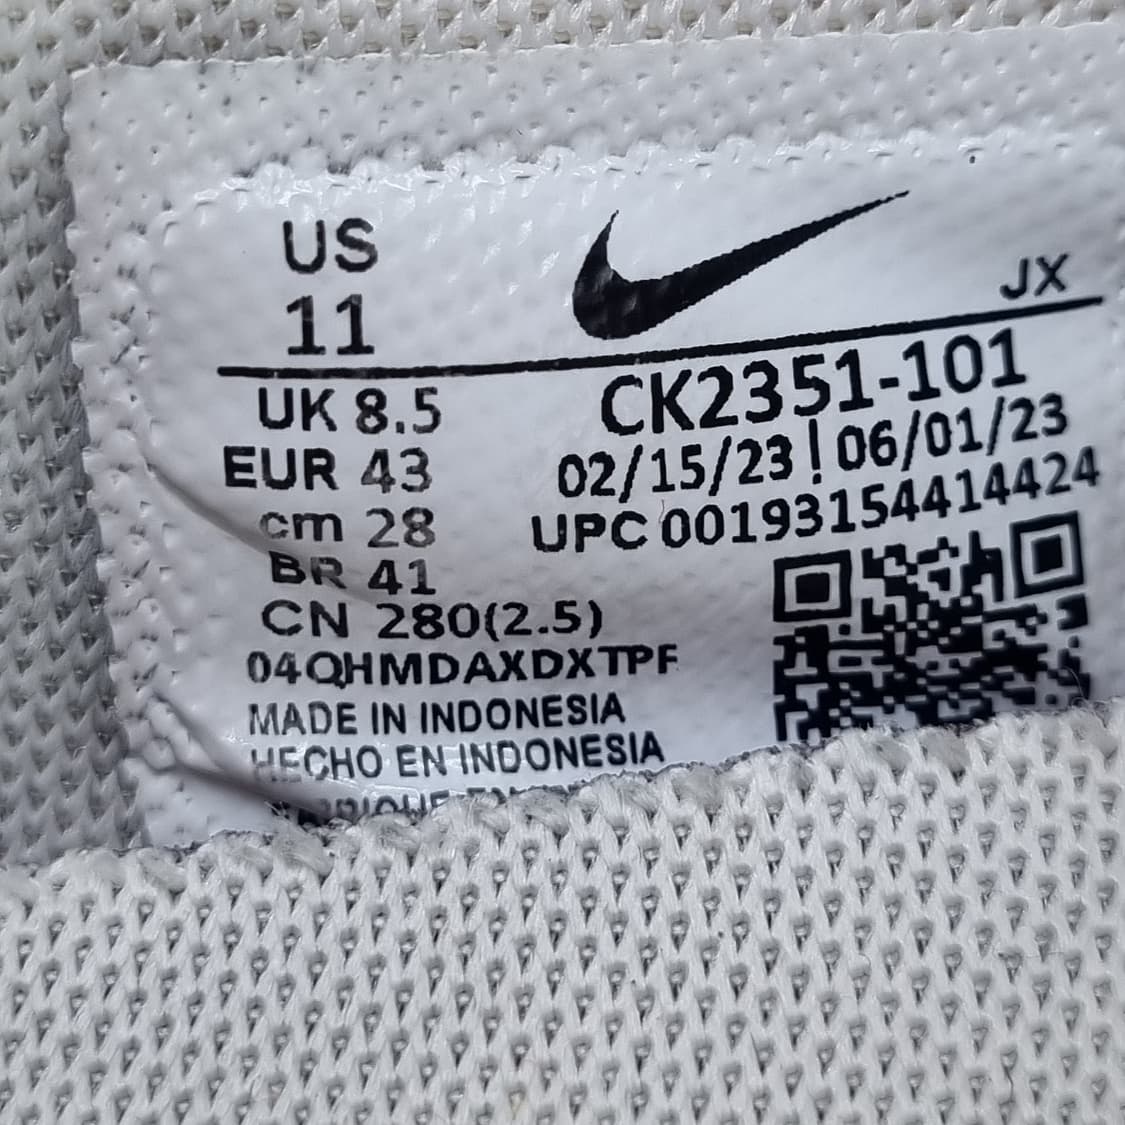 US
11
JX
UK 8.5
EUR 43
cm 28
BR 41
CN 280(2.5)
04QHMDAXDXTPF
MADE IN INDONESIA
HECHO EN INDONESIA
CK2351-101
02/15/23 | 06/01/23
UPC 00193154414424